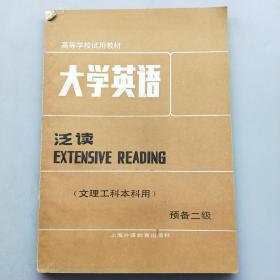 高等学校试用教材
大学英语
泛读
EXTENSIVE READING
（文理工科本科用）
预备二级
上海外语教育出版社